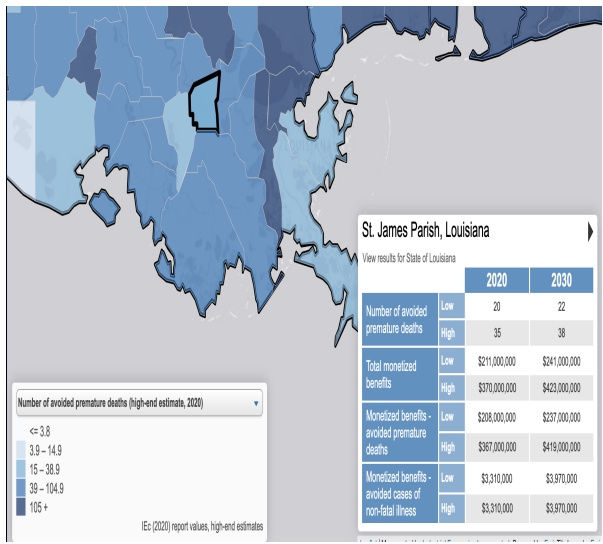 St. James Parish, Louisiana
View results for State of Louisiana
2020 2030
Number of avoided premature deaths Low 20 22
High 35 38
Total monetized benefits Low $211,000,000 $241,000,000
High $370,000,000 $423,000,000
Monetized benefits - avoided premature deaths Low $208,000,000 $237,000,000
High $367,000,000 $419,000,000
Monetized benefits - avoided cases of non-fatal illness Low $3,310,000 $3,970,000
High $3,310,000 $3,970,000
Number of avoided premature deaths (high-end estimate, 2020)
<= 3.8
3.9 – 14.9
15 – 38.9
39 – 104.9
105 +
IEc (2020) report values, high-end estimates